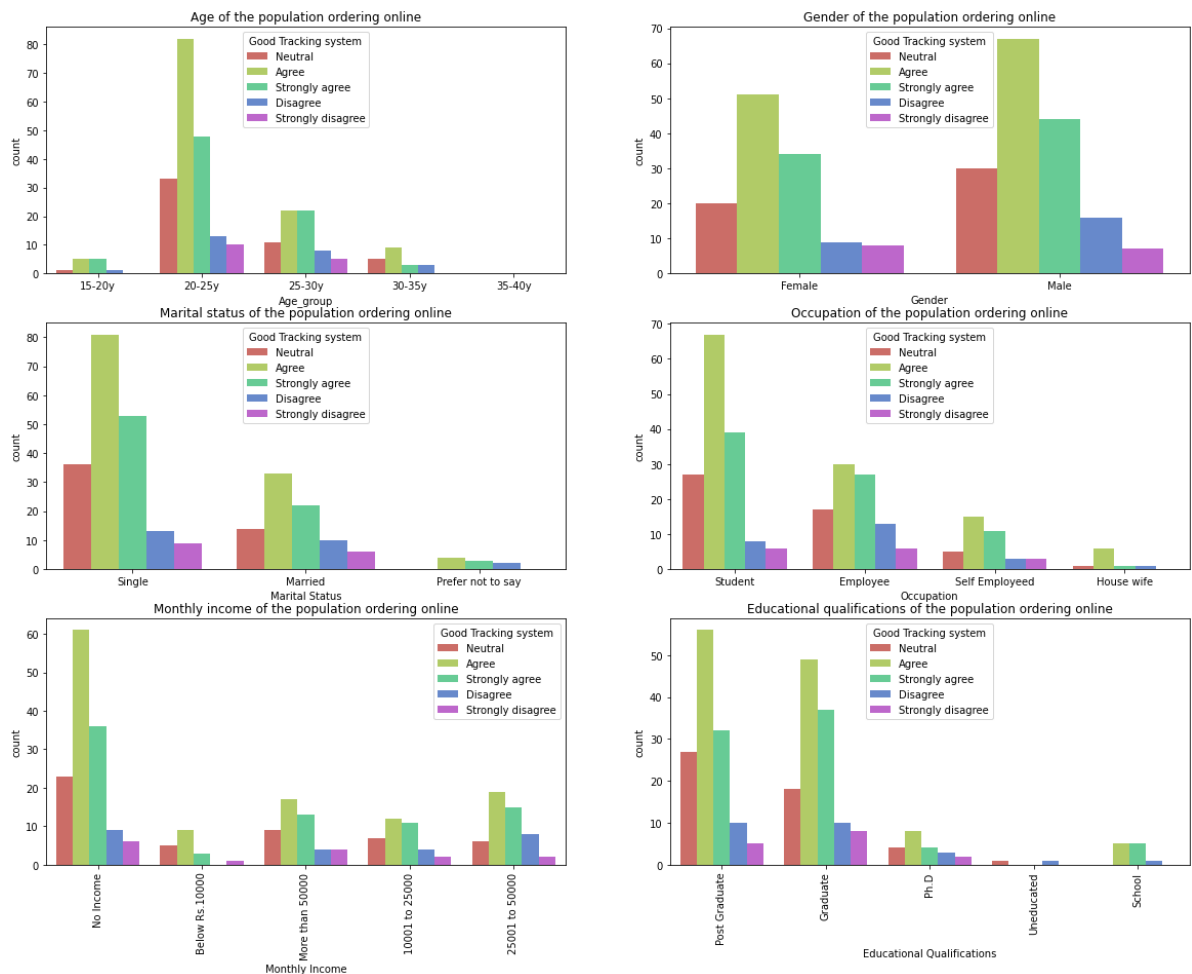 Age of the population ordering online
count
80
70
60
50
40
30
20
10
0
Good Tracking system
Neutral
Agree
Strongly agree
Disagree
Strongly disagree
15-20y 20-25y 25-30y 30-35y 35-40y
Age_group
Gender of the population ordering online
count
70
60
50
40
30
20
10
0
Good Tracking system
Neutral
Agree
Strongly agree
Disagree
Strongly disagree
Female Male
Gender
Marital status of the population ordering online
count
80
70
60
50
40
30
20
10
0
Good Tracking system
Neutral
Agree
Strongly agree
Disagree
Strongly disagree
Single Married Prefer not to say
Marital Status
Occupation of the population ordering online
count
70
60
50
40
30
20
10
0
Good Tracking system
Neutral
Agree
Strongly agree
Disagree
Strongly disagree
Student Employee Self Employeed House wife
Occupation
Monthly income of the population ordering online
count
60
50
40
30
20
10
0
Good Tracking system
Neutral
Agree
Strongly agree
Disagree
Strongly disagree
No Income
Below Rs.10000
More than 50000
10001 to 25000
25001 to 50000
Monthly Income
Educational qualifications of the population ordering online
count
50
40
30
20
10
0
Good Tracking system
Neutral
Agree
Strongly agree
Disagree
Strongly disagree
Post Graduate
Graduate
Ph.D
Uneducated
School
Educational Qualifications